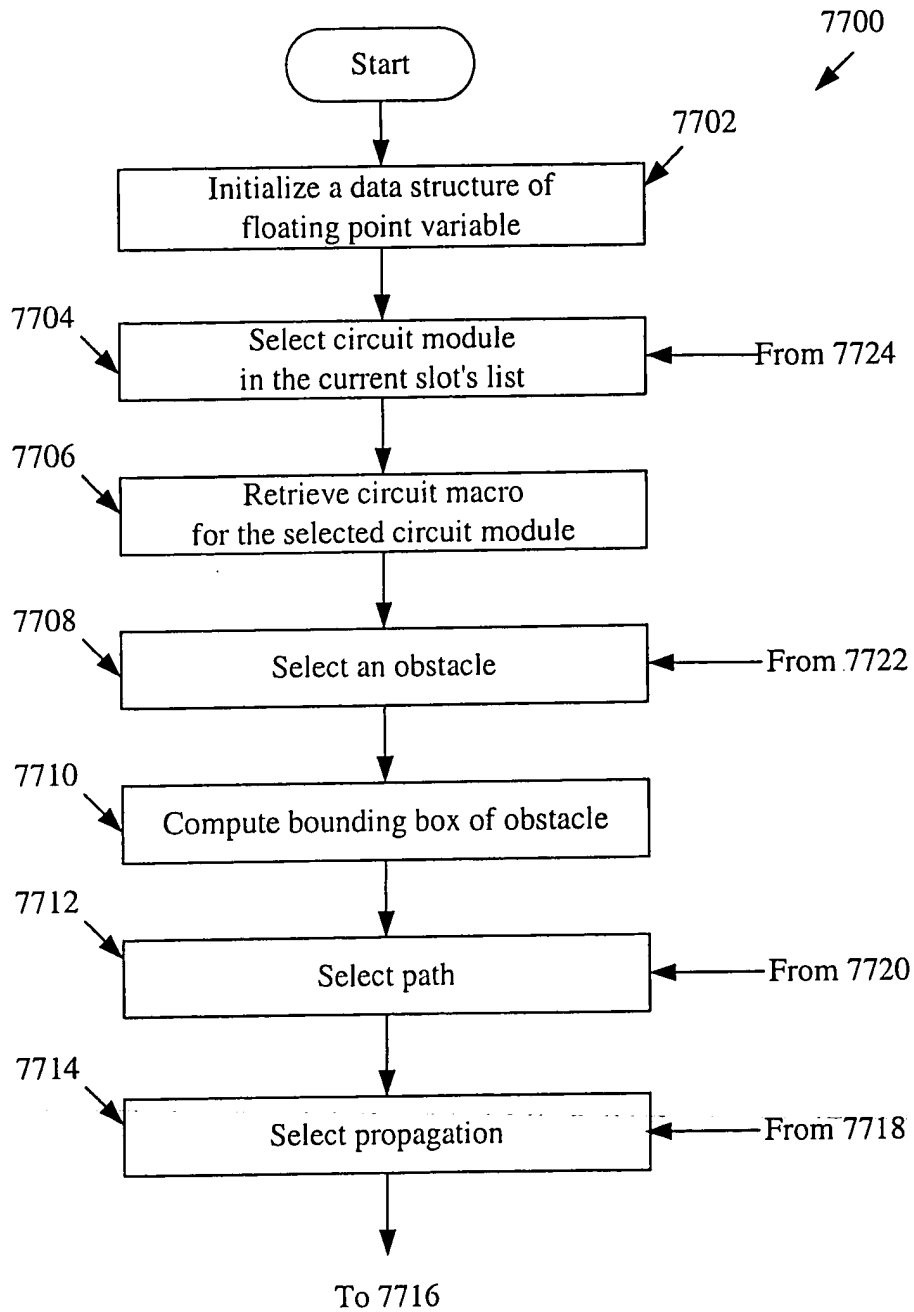 7700
Start
7702
Initialize a data structure of
floating point variable
7704
Select circuit module
in the current slot's list
From 7724
7706
Retrieve circuit macro
for the selected circuit module
7708
Select an obstacle
From 7722
7710
Compute bounding box of obstacle
7712
Select path
From 7720
7714
Select propagation
From 7718
To 7716